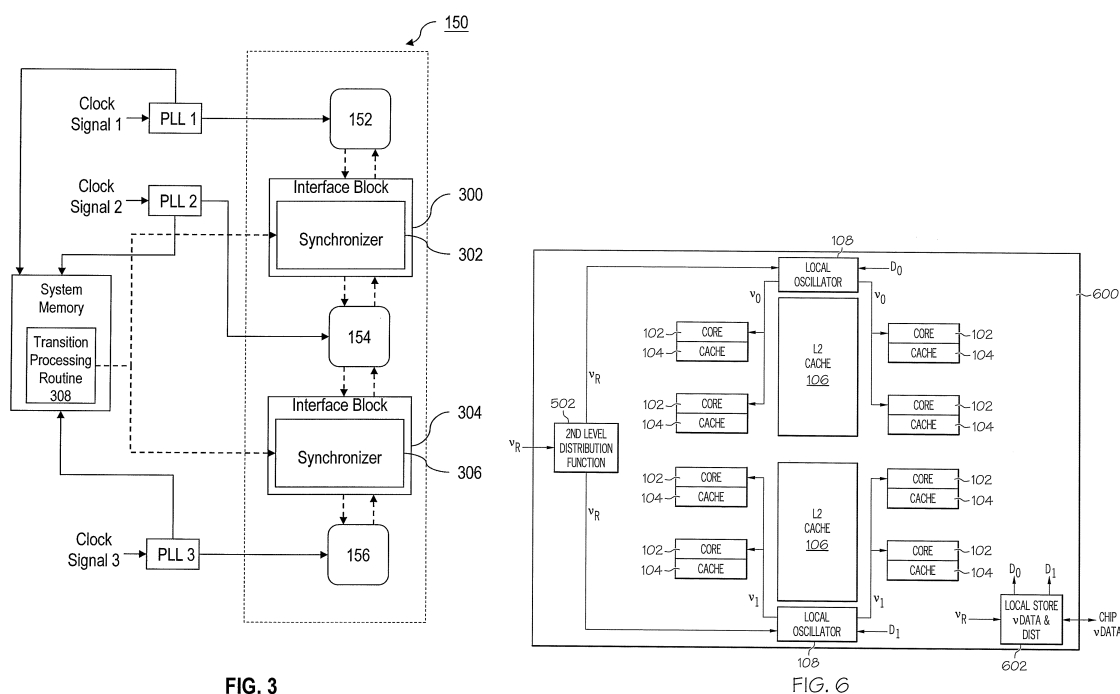 150
Clock
Signal 1
PLL 1
152
Clock
Signal 2
PLL 2
Interface Block
300
Synchronizer
302
System
Memory
Transition
Processing
Routine
308
154
Interface Block
304
Synchronizer
306
Clock
Signal 3
PLL 3
156
FIG. 3
108
LOCAL
OSCILLATOR
D0
ν0
ν0
600
102
CORE
104
CACHE
L2
CACHE
106
CORE
102
CACHE
104
νR
502
102
CORE
104
CACHE
CORE
102
CACHE
104
νR
2ND LEVEL
DISTRIBUTION
FUNCTION
102
CORE
104
CACHE
L2
CACHE
106
CORE
102
CACHE
104
νR
102
CORE
104
CACHE
CORE
102
CACHE
104
ν1
ν1
D0
D1
LOCAL
OSCILLATOR
D1
108
νR
LOCAL STORE
νDATA &
DIST
CHIP
νDATA
602
FIG. 6